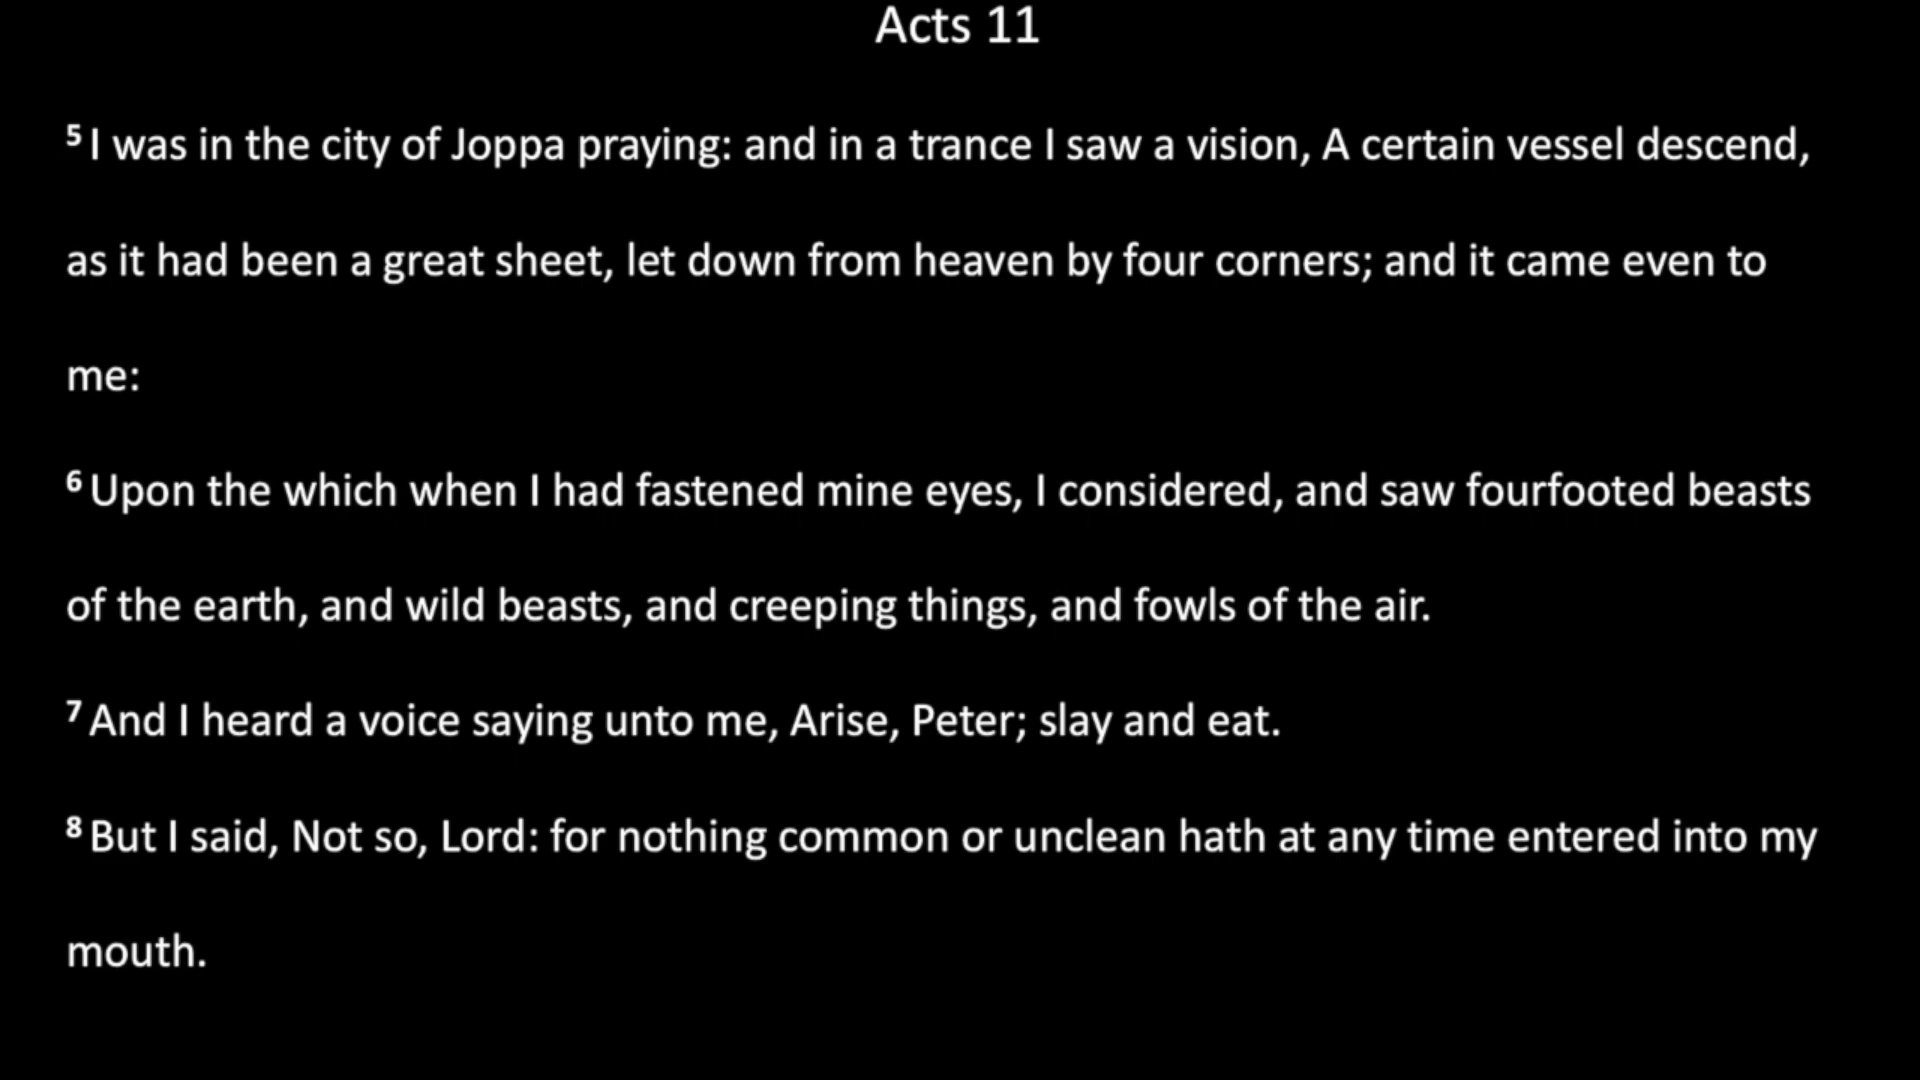 Acts 11
5 I was in the city of Joppa praying: and in a trance I saw a vision, A certain vessel descend,
as it had been a great sheet, let down from heaven by four corners; and it came even to
me:
6 Upon the which when I had fastened mine eyes, I considered, and saw fourfooted beasts
of the earth, and wild beasts, and creeping things, and fowls of the air.
7 And I heard a voice saying unto me, Arise, Peter; slay and eat.
8 But I said, Not so, Lord: for nothing common or unclean hath at any time entered into my
mouth.